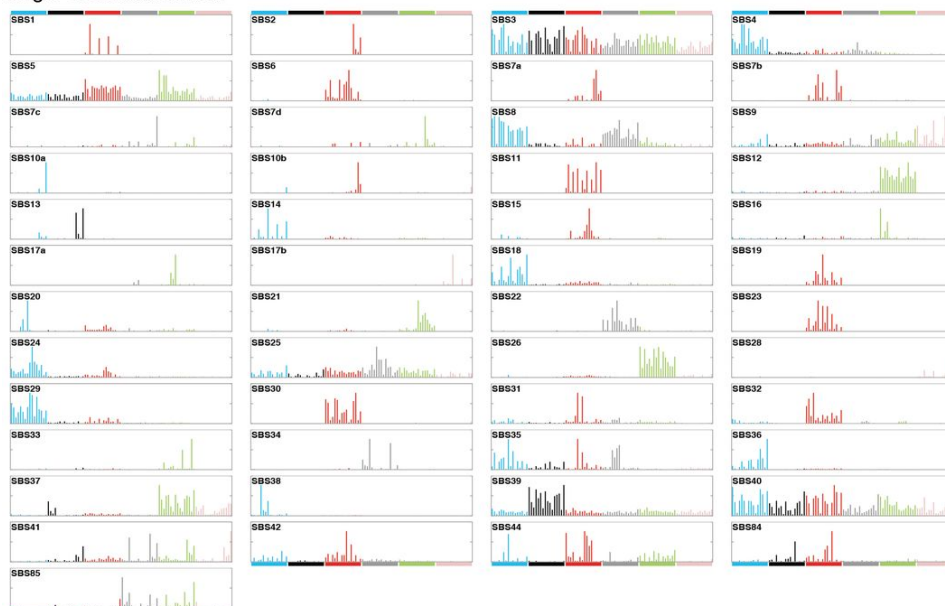 SBS1 SBS2 SBS3 SBS4
SBS5 SBS6 SBS7a SBS7b
SBS7c SBS7d SBS8 SBS9
SBS10a SBS10b SBS11 SBS12
SBS13 SBS14 SBS15 SBS16
SBS17a SBS17b SBS18 SBS19
SBS20 SBS21 SBS22 SBS23
SBS24 SBS25 SBS26 SBS28
SBS29 SBS30 SBS31 SBS32
SBS33 SBS34 SBS35 SBS36
SBS37 SBS38 SBS39 SBS40
SBS41 SBS42 SBS44 SBS84
SBS85